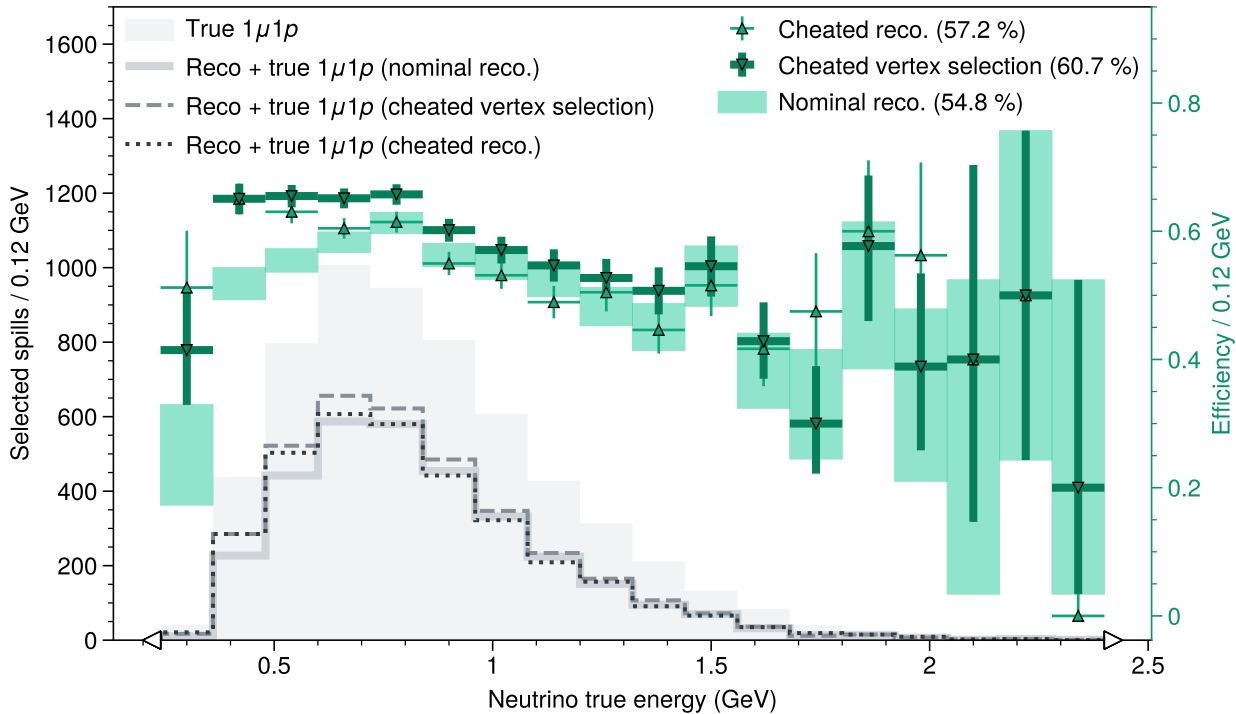 True 1µ1p
Reco + true 1µ1p (nominal reco.)
Reco + true 1µ1p (cheated vertex selection)
Reco + true 1µ1p (cheated reco.)
Cheated reco. (57.2 %)
Cheated vertex selection (60.7 %)
Nominal reco. (54.8 %)
Selected spills / 0.12 GeV
1600
1400
1200
1000
800
600
400
200
0
Efficiency / 0.12 GeV
0.8
0.6
0.4
0.2
0
0.5
1
1.5
2
2.5
Neutrino true energy (GeV)